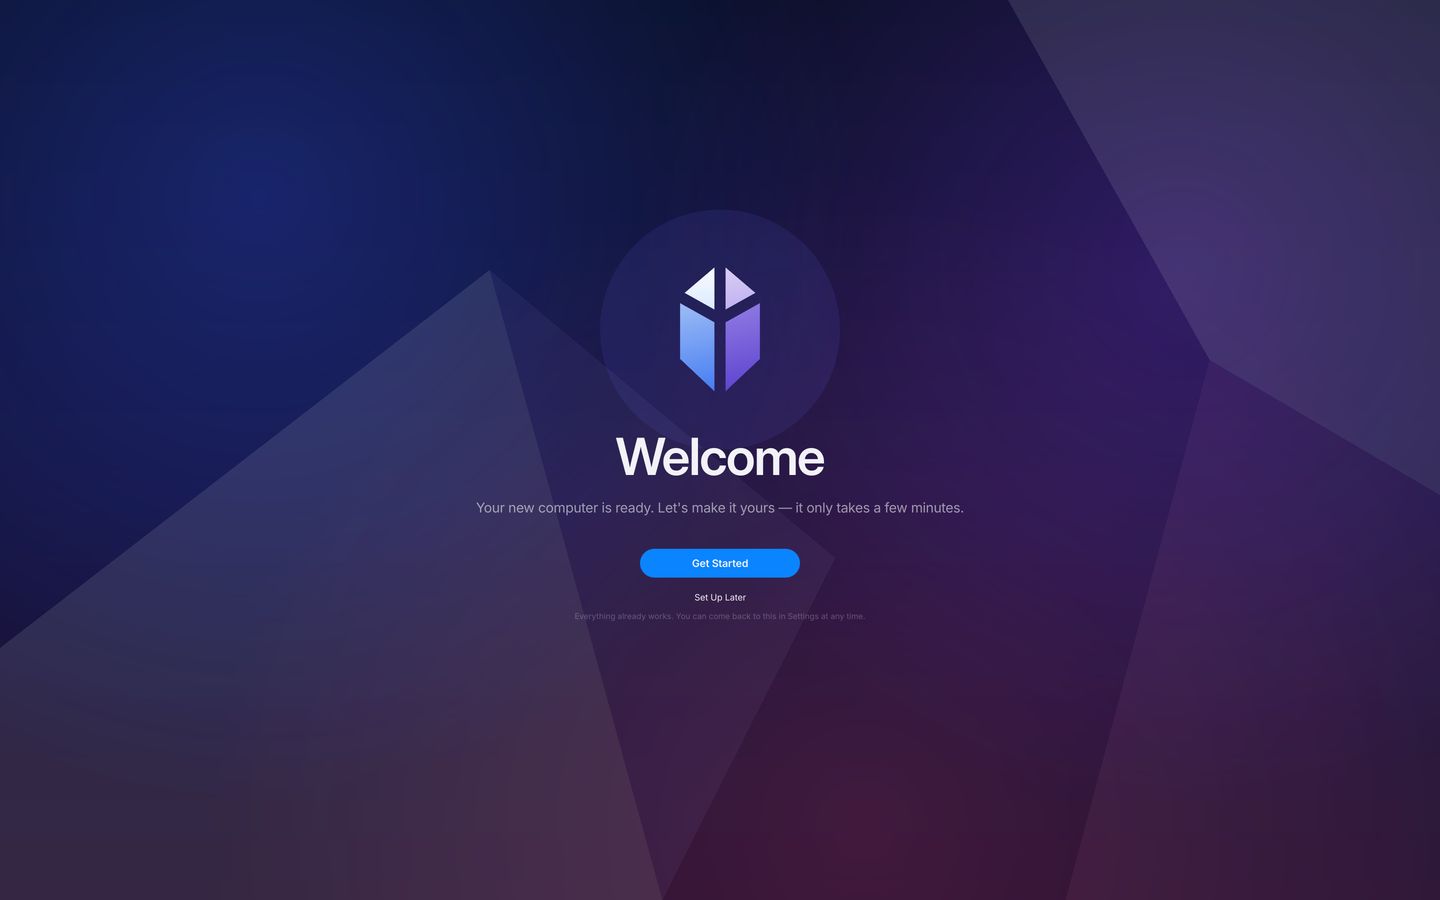 Welcome
Your new computer is ready. Let's make it yours — it only takes a few minutes.
Get Started
Set Up Later
Everything already works. You can come back to this in Settings at any time.